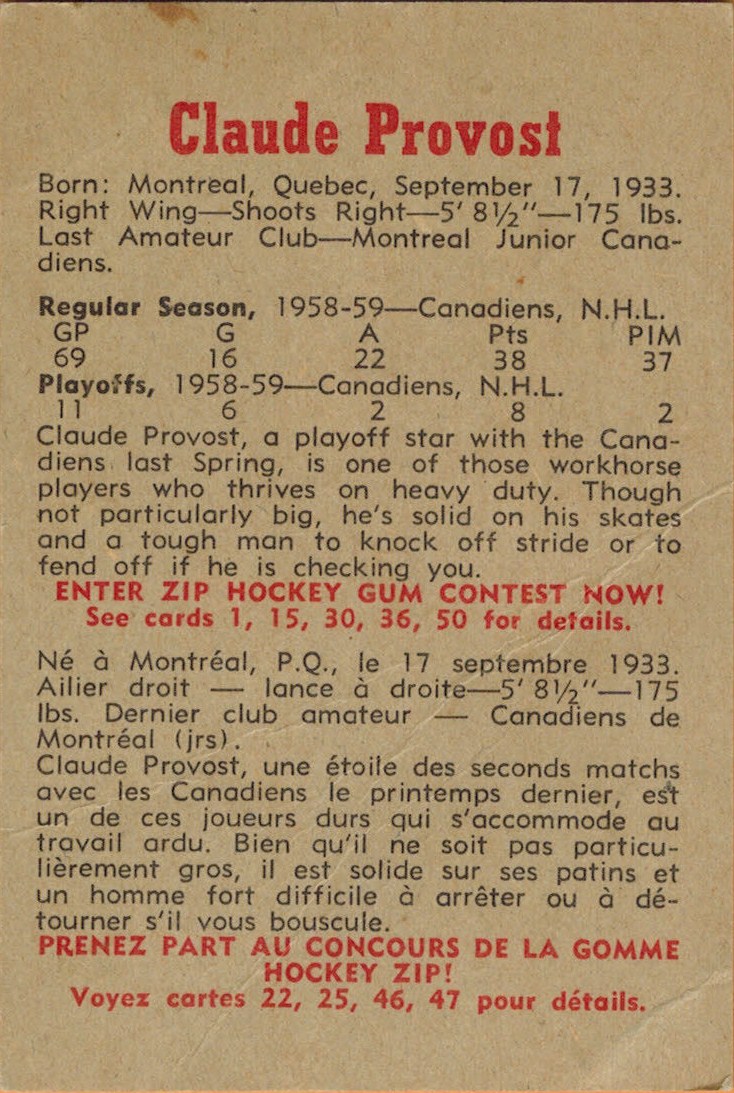 Claude Provost
Born: Montreal, Quebec, September 17, 1933.
Right Wing—Shoots Right—5' 8½"—175 lbs.
Last Amateur Club—Montreal Junior Cana-
diens.
Regular Season, 1958-59—Canadiens, N.H.L.
GP G A Pts PIM
69 16 22 38 37
Playoffs, 1958-59—Canadiens, N.H.L.
11 6 2 8 2
Claude Provost, a playoff star with the Cana-
diens last Spring, is one of those workhorse
players who thrives on heavy duty. Though
not particularly big, he's solid on his skates
and a tough man to knock off stride or to
fend off if he is checking you.
ENTER ZIP HOCKEY GUM CONTEST NOW!
See cards 1, 15, 30, 36, 50 for details.
Né à Montréal, P.Q., le 17 septembre 1933.
Ailier droit — lance à droite—5' 8½"—175
lbs. Dernier club amateur — Canadiens de
Montréal (jrs).
Claude Provost, une étoile des seconds matchs
avec les Canadiens le printemps dernier, est
un de ces joueurs durs qui s'accommode au
travail ardu. Bien qu'il ne soit pas particu-
lièrement gros, il est solide sur ses patins et
un homme fort difficile à arrêter ou à dé-
tourner s'il vous bouscule.
PRENEZ PART AU CONCOURS DE LA GOMME
HOCKEY ZIP!
Voyez cartes 22, 25, 46, 47 pour détails.